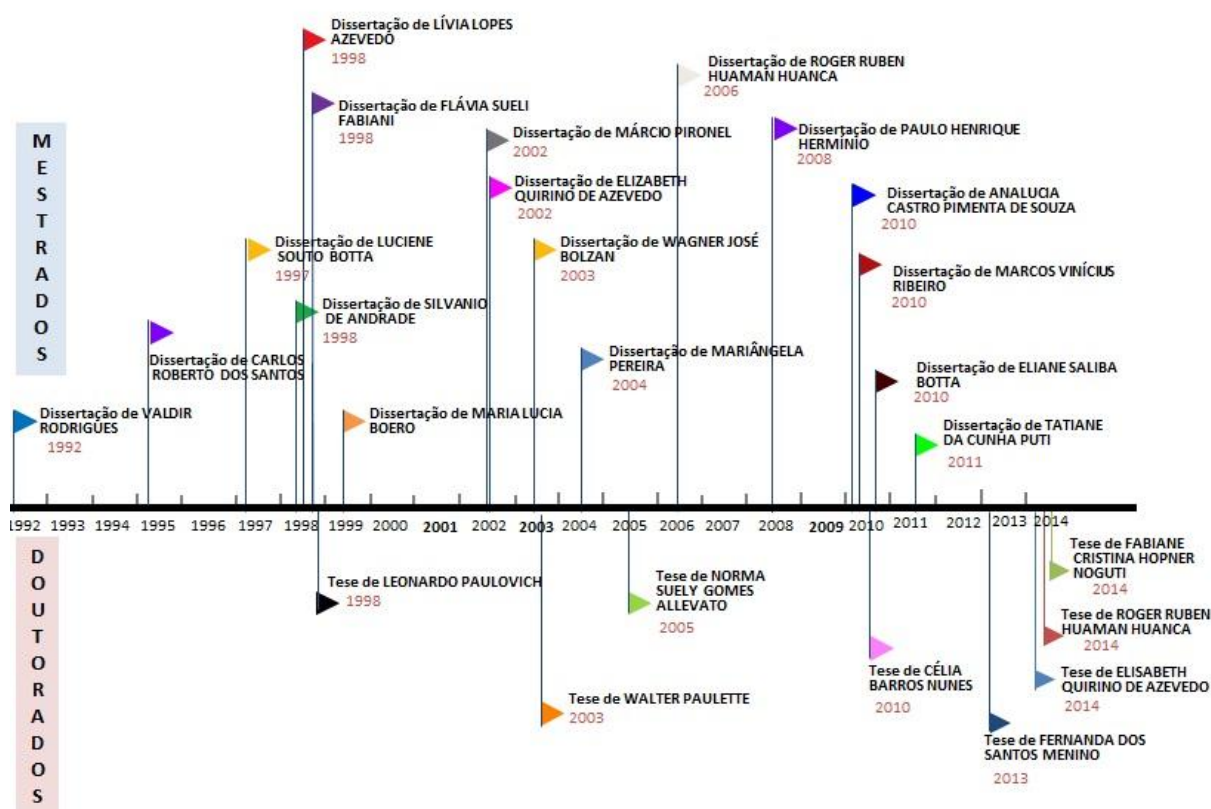 Dissertação de LÍVIA LOPES
AZEVEDO
1998
Dissertação de ROGER RUBEN
HUAMAN HUANCA
2006
Dissertação de FLÁVIA SUELI
FABIANI
1998
Dissertação de MÁRCIO PIRONEL
2002
Dissertação de PAULO HENRIQUE
HERMÍNIO
2008
MESTRADOS
Dissertação de ELIZABETH
QUIRINO DE AZEVEDO
2002
Dissertação de ANALUCIA
CASTRO PIMENTA DE SOUZA
2010
Dissertação de LUCIENE
SOUTO BOTTA
1997
Dissertação de WAGNER JOSÉ
BOLZAN
2003
Dissertação de MARCOS VINÍCIUS
RIBEIRO
2010
Dissertação de SILVANIO
DE ANDRADE
1998
Dissertação de CARLOS
ROBERTO DOS SANTOS
Dissertação de MARIÂNGELA
PEREIRA
2004
Dissertação de ELIANE SALIBA
BOTTA
2010
Dissertação de VALDIR
RODRIGUES
1992
Dissertação de MARIA LUCIA
BOERO
Dissertação de TATIANE
DA CUNHA PUTI
2011
1992 1993 1994 1995 1996 1997 1998 1999 2000 2001 2002 2003 2004 2005 2006 2007 2008 2009 2010 2011 2012 2013 2014
DOUTORADOS
Tese de LEONARDO PAULOVICH
1998
Tese de NORMA
SUELY GOMES
ALLEVATO
2005
Tese de FABIANE
CRISTINA HOPNER
NOGUTI
2014
Tese de ROGER RUBEN
HUAMAN HUANCA
2014
Tese de CÉLIA
BARROS NUNES
2010
Tese de ELISABETH
QUIRINO DE AZEVEDO
2014
Tese de WALTER PAULETTE
2003
Tese de FERNANDA DOS
SANTOS MENINO
2013